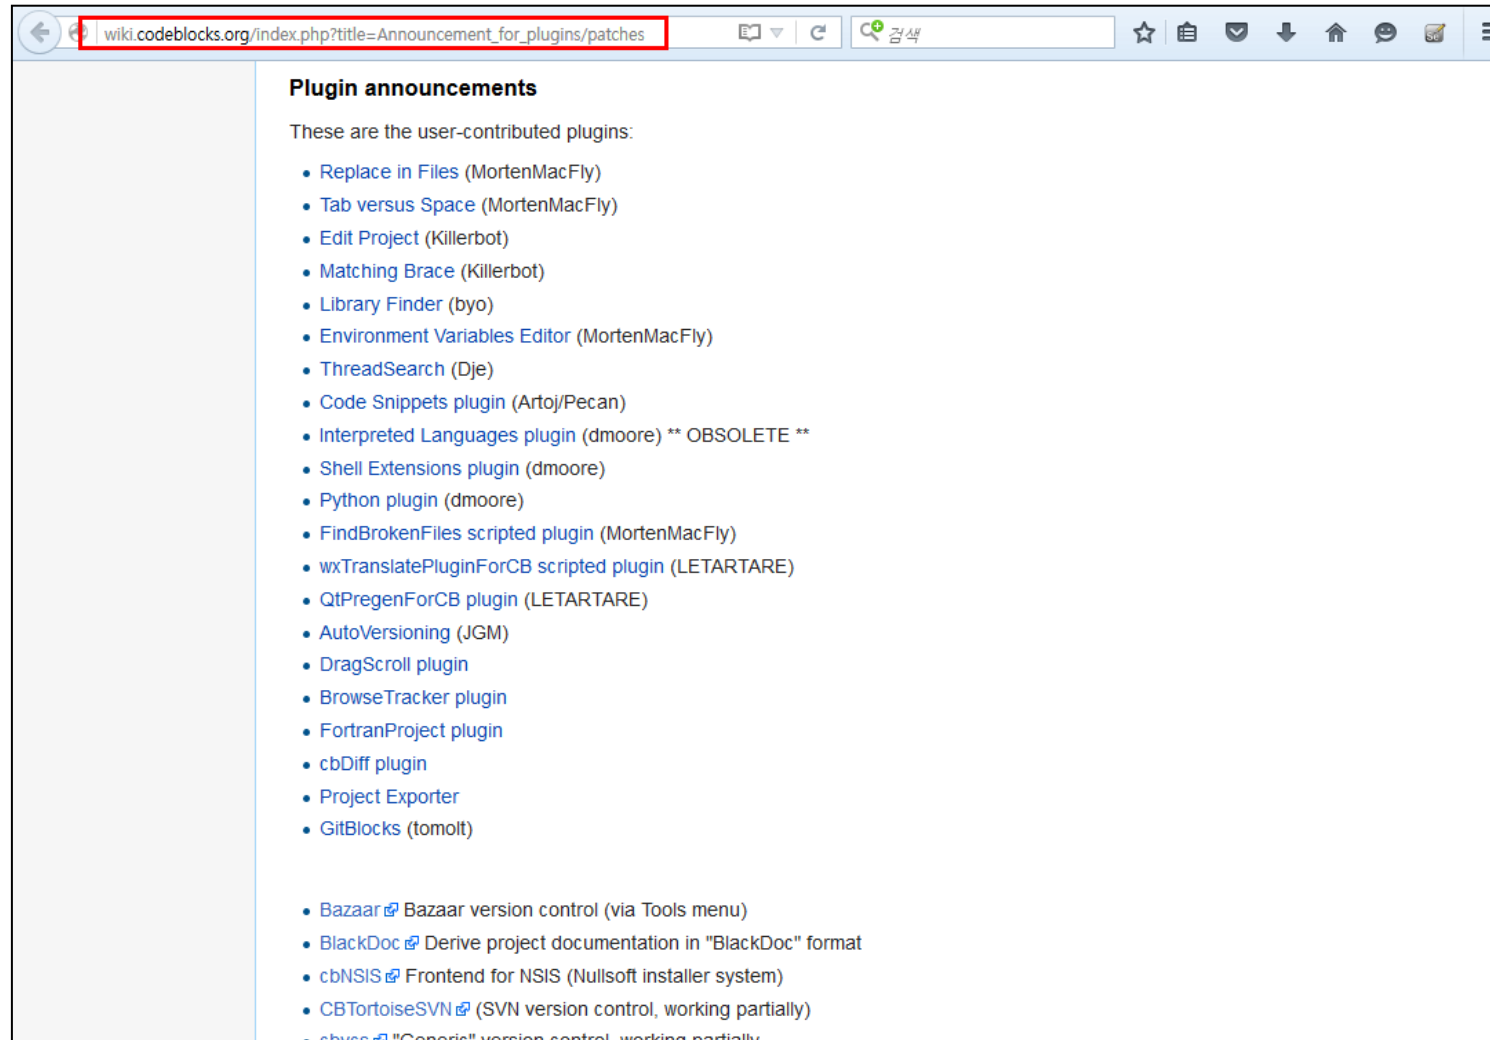 wiki.codeblocks.org/index.php?title=Announcement_for_plugins/patches
검색
Plugin announcements
These are the user-contributed plugins:
Replace in Files (MortenMacFly)
Tab versus Space (MortenMacFly)
Edit Project (Killerbot)
Matching Brace (Killerbot)
Library Finder (byo)
Environment Variables Editor (MortenMacFly)
ThreadSearch (Dje)
Code Snippets plugin (Artoj/Pecan)
Interpreted Languages plugin (dmoore) ** OBSOLETE **
Shell Extensions plugin (dmoore)
Python plugin (dmoore)
FindBrokenFiles scripted plugin (MortenMacFly)
wxTranslatePluginForCB scripted plugin (LETARTARE)
QtPregenForCB plugin (LETARTARE)
AutoVersioning (JGM)
DragScroll plugin
BrowseTracker plugin
FortranProject plugin
cbDiff plugin
Project Exporter
GitBlocks (tomolt)
Bazaar Bazaar version control (via Tools menu)
BlackDoc Derive project documentation in "BlackDoc" format
cbNSIS Frontend for NSIS (Nullsoft installer system)
CBTortoiseSVN (SVN version control, working partially)
"Generic" version control, working partially